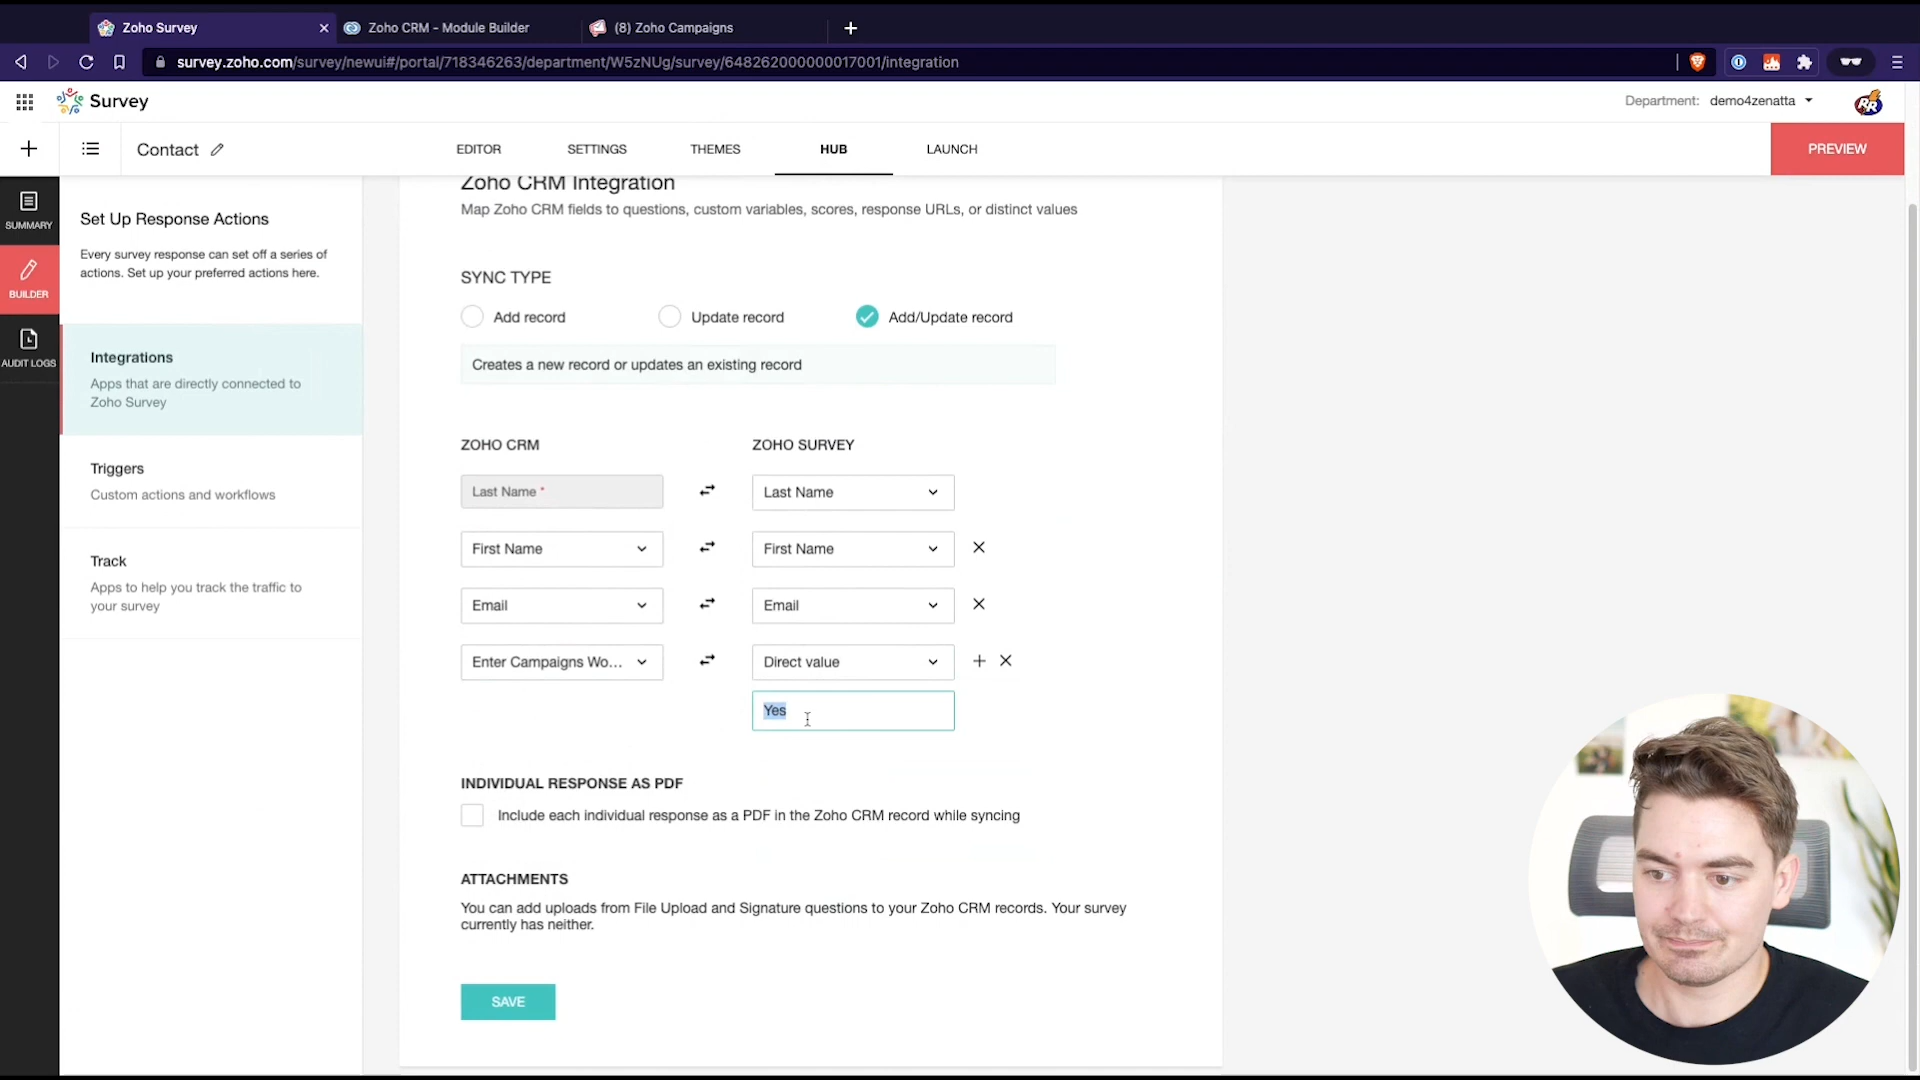 Zoho Survey
Zoho CRM - Module Builder
(8) Zoho Campaigns
survey.zoho.com/survey/newui#/portal/718346263/department/W5zNUg/survey/648262000000017001/integration
Survey
Department: demo4zenatta
RR
Contact
EDITOR
SETTINGS
THEMES
HUB
LAUNCH
PREVIEW
SUMMARY
BUILDER
AUDIT LOGS
Set Up Response Actions
Every survey response can set off a series of
actions. Set up your preferred actions here.
Integrations
Apps that are directly connected to
Zoho Survey
Triggers
Custom actions and workflows
Track
Apps to help you track the traffic to
your survey
Zoho CRM Integration
Map Zoho CRM fields to questions, custom variables, scores, response URLs, or distinct values
SYNC TYPE
Add record
Update record
Add/Update record
Creates a new record or updates an existing record
ZOHO CRM
ZOHO SURVEY
Last Name *
Last Name
First Name
First Name
Email
Email
Enter Campaigns Wo...
Direct value
Yes
INDIVIDUAL RESPONSE AS PDF
Include each individual response as a PDF in the Zoho CRM record while syncing
ATTACHMENTS
You can add uploads from File Upload and Signature questions to your Zoho CRM records. Your survey
currently has neither.
SAVE